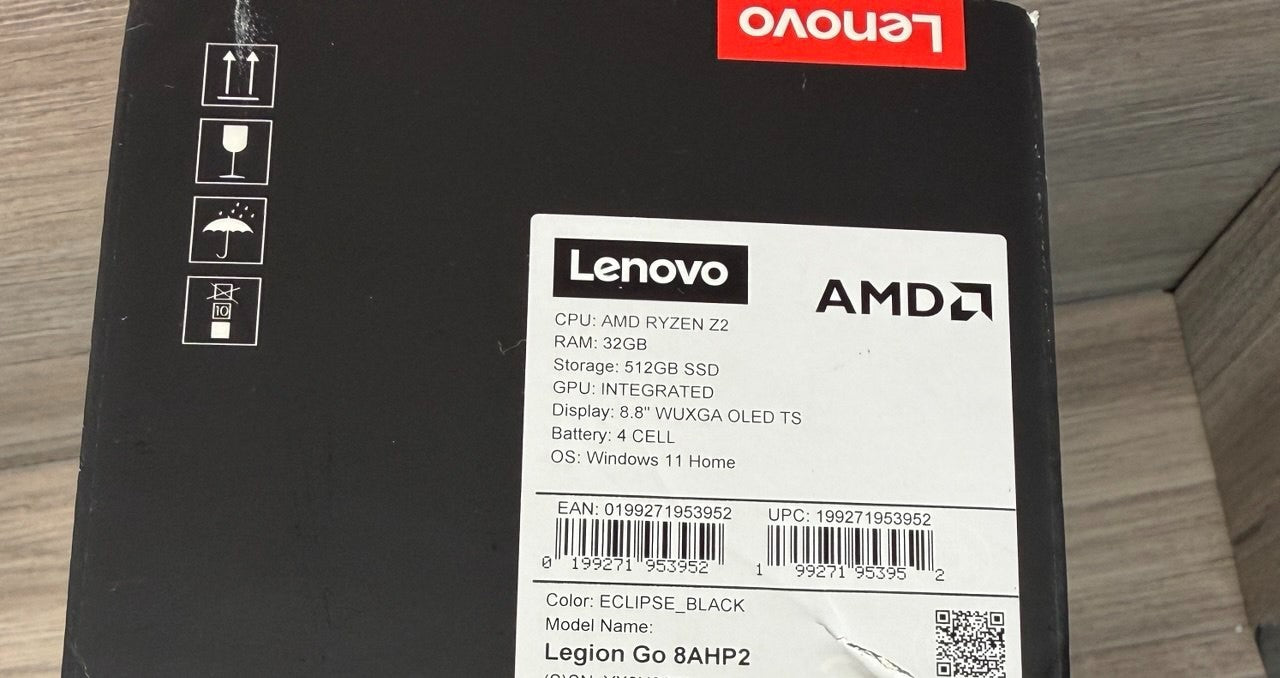 Lenovo
10
Lenovo
AMD
CPU: AMD RYZEN Z2
RAM: 32GB
Storage: 512GB SSD
GPU: INTEGRATED
Display: 8.8" WUXGA OLED TS
Battery: 4 CELL
OS: Windows 11 Home
EAN: 0199271953952
UPC: 199271953952
0 199271 953952
1 99271 95395 2
Color: ECLIPSE_BLACK
Model Name:
Legion Go 8AHP2